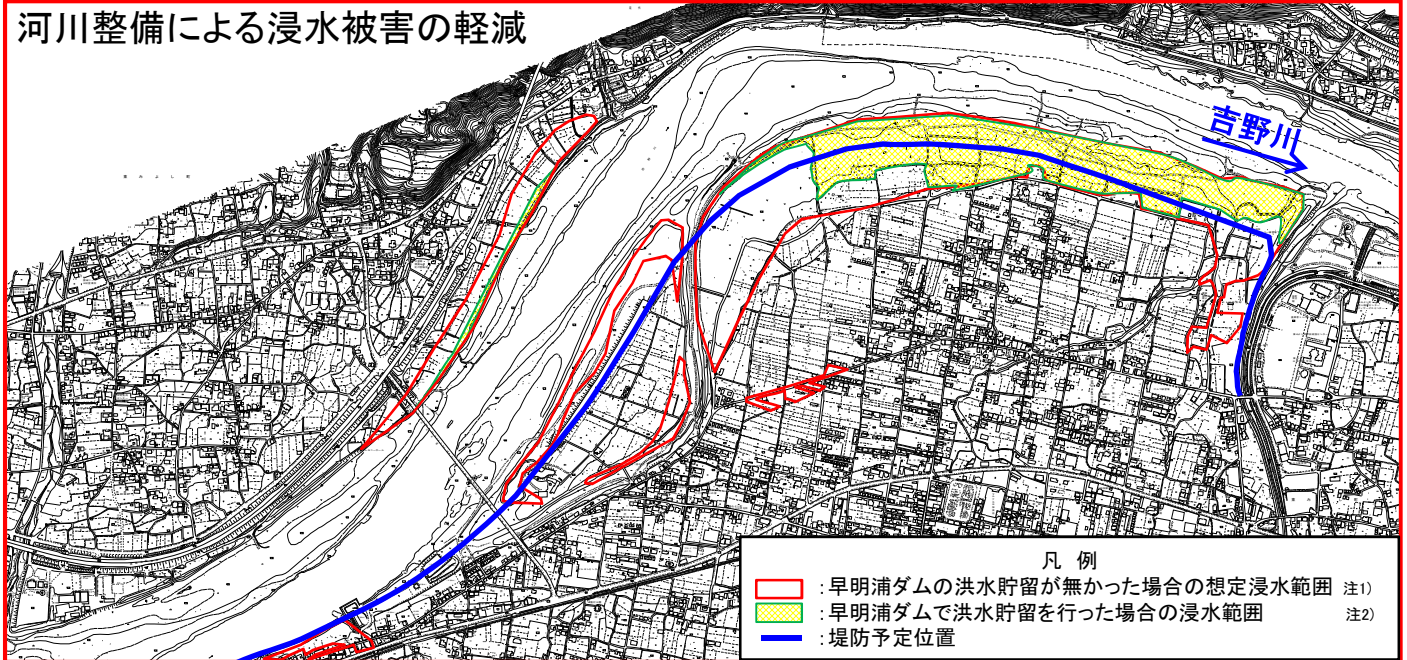 河川整備による浸水被害の軽減
吉野川
凡 例
:早明浦ダムの洪水貯留が無かった場合の想定浸水範囲 注1)
:早明浦ダムで洪水貯留を行った場合の浸水範囲 注2)
:堤防予定位置